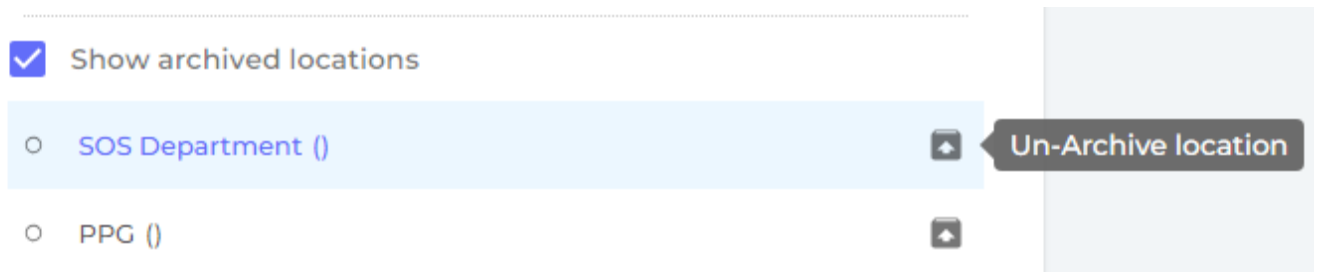 Show archived locations
SOS Department ()
Un-Archive location
PPG ()